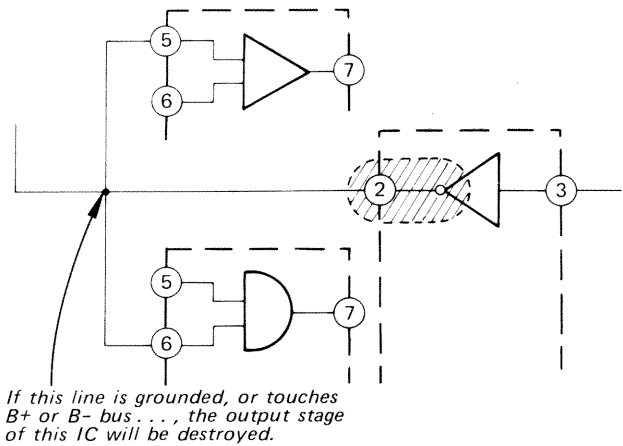 5
6
7
2
3
5
6
7
If this line is grounded, or touches
B+ or B- bus . . . , the output stage
of this IC will be destroyed.